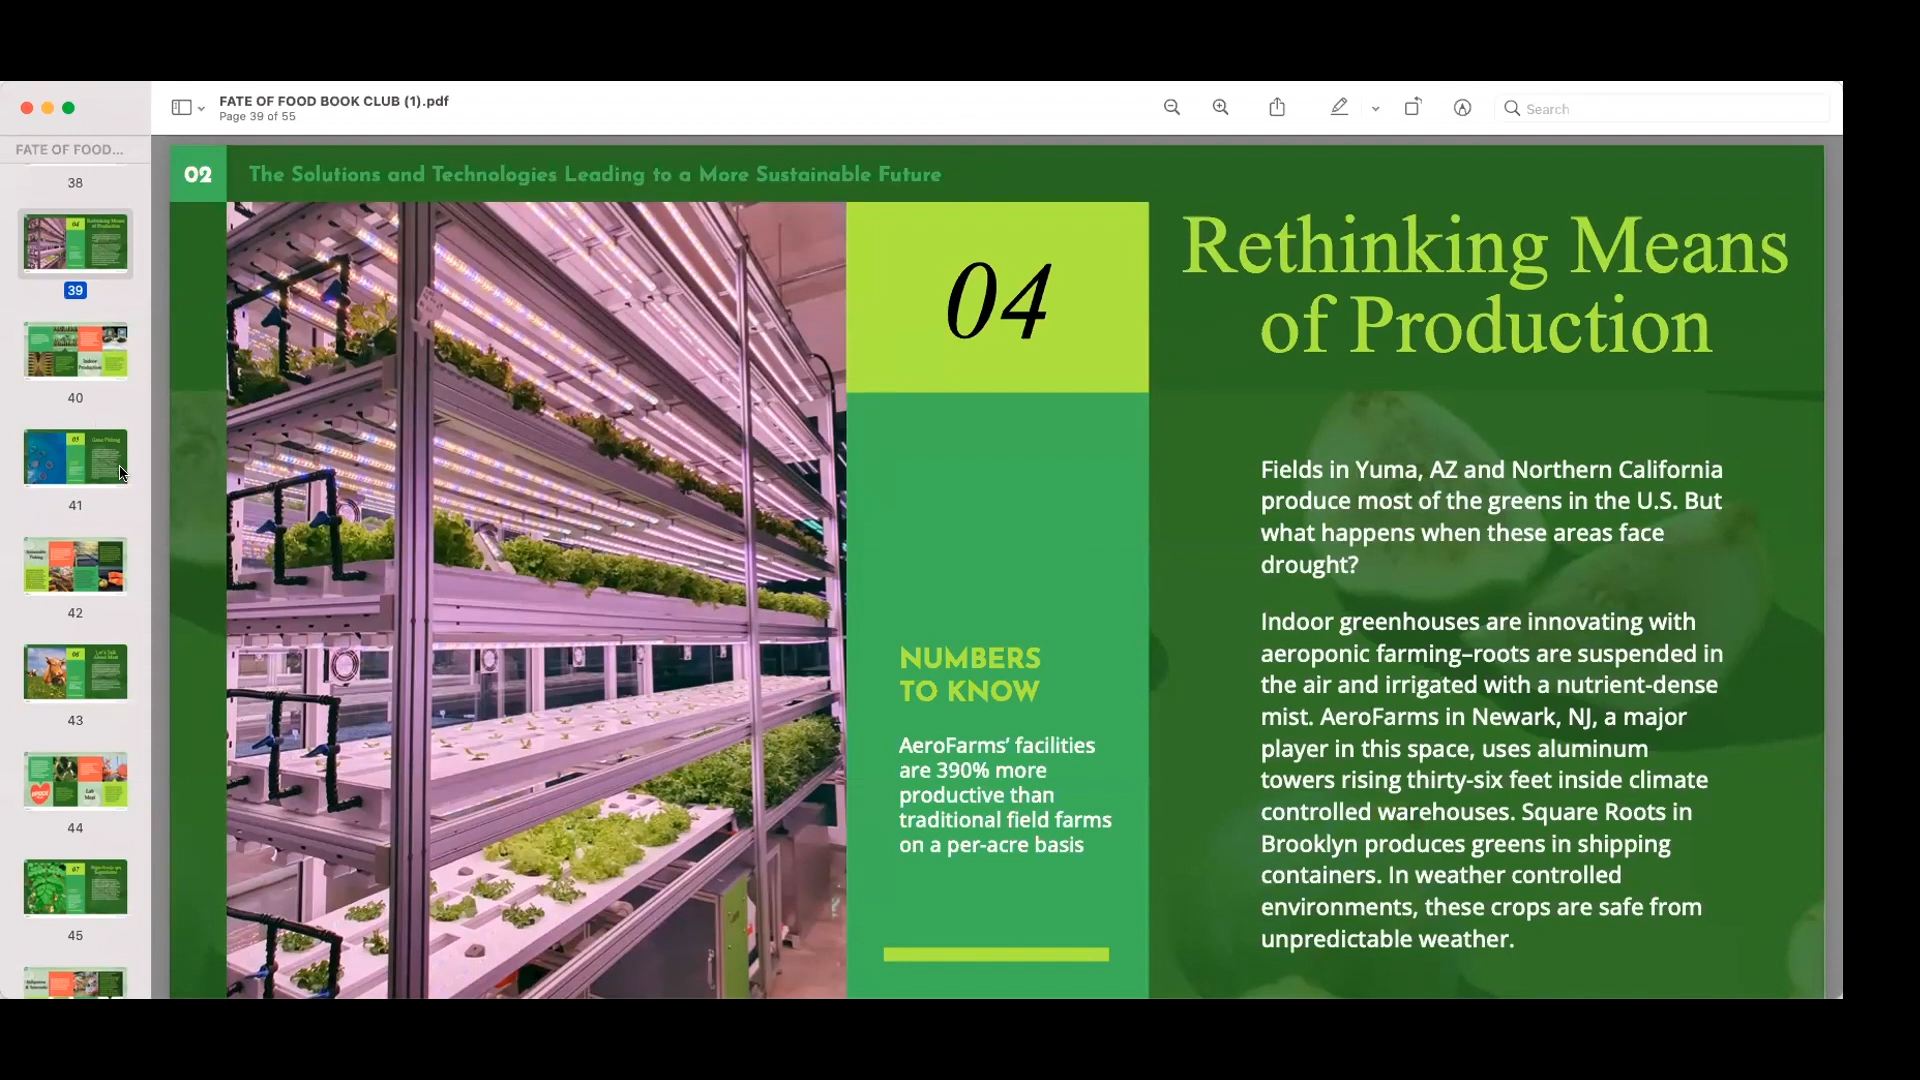 FATE OF FOOD BOOK CLUB (1).pdf
Page 39 of 55
Search
FATE OF FOOD...
38
39
40
41
42
43
44
45
02
The Solutions and Technologies Leading to a More Sustainable Future
04
Rethinking Means
of Production
NUMBERS
TO KNOW
AeroFarms’ facilities
are 390% more
productive than
traditional field farms
on a per-acre basis
Fields in Yuma, AZ and Northern California
produce most of the greens in the U.S. But
what happens when these areas face
drought?
Indoor greenhouses are innovating with
aeroponic farming–roots are suspended in
the air and irrigated with a nutrient-dense
mist. AeroFarms in Newark, NJ, a major
player in this space, uses aluminum
towers rising thirty-six feet inside climate
controlled warehouses. Square Roots in
Brooklyn produces greens in shipping
containers. In weather controlled
environments, these crops are safe from
unpredictable weather.